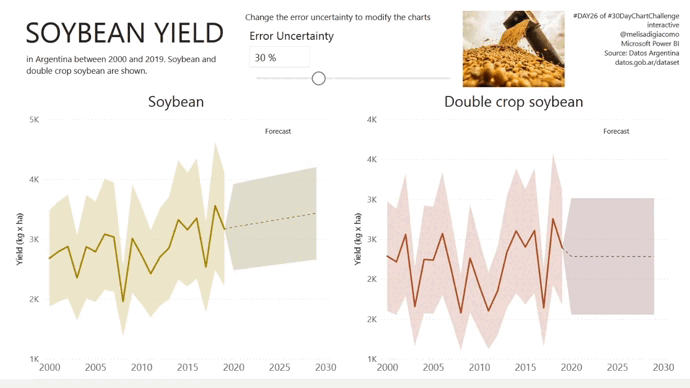 SOYBEAN YIELD
in Argentina between 2000 and 2019. Soybean and
double crop soybean are shown.
Change the error uncertainty to modify the charts
Error Uncertainty
30 %
#DAY26 of #30DayChartChallenge
interactive
@melisadigiacomo
Microsoft Power BI
Source: Datos Argentina
datos.gob.ar/dataset
Soybean
5K
4K
3K
2K
1K
Yield (kg x ha)
Forecast
2000 2005 2010 2015 2020 2025 2030
Double crop soybean
4K
4K
3K
3K
2K
2K
1K
Yield (kg x ha)
Forecast
2000 2005 2010 2015 2020 2025 2030